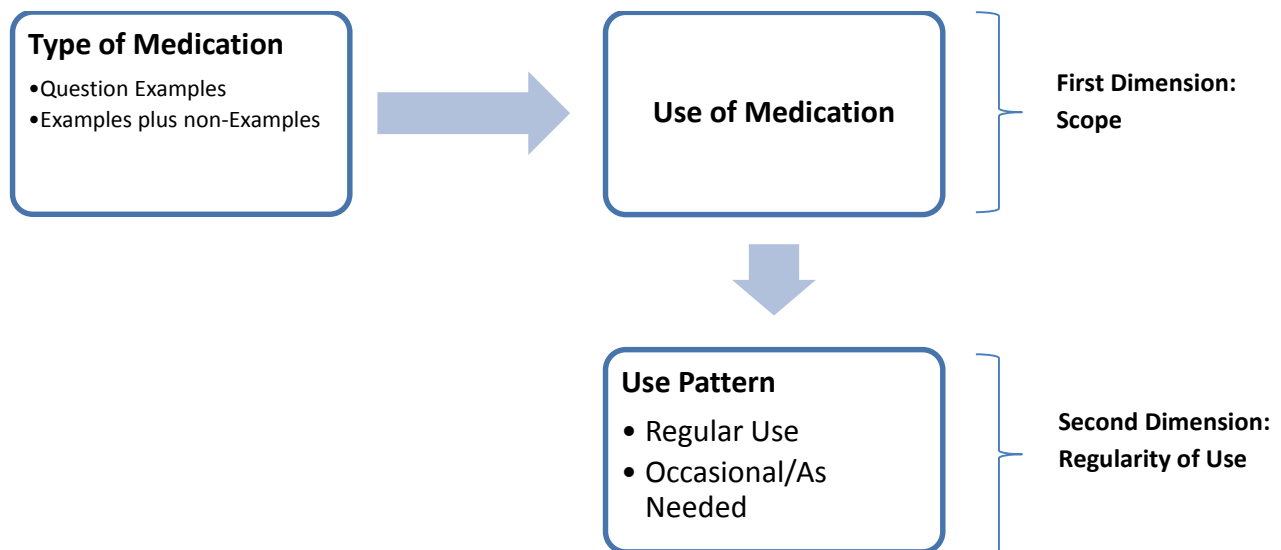 Type of Medication
•Question Examples
•Examples plus non-Examples
Use of Medication
First Dimension:
Scope
Use Pattern
• Regular Use
• Occasional/As
Needed
Second Dimension:
Regularity of Use